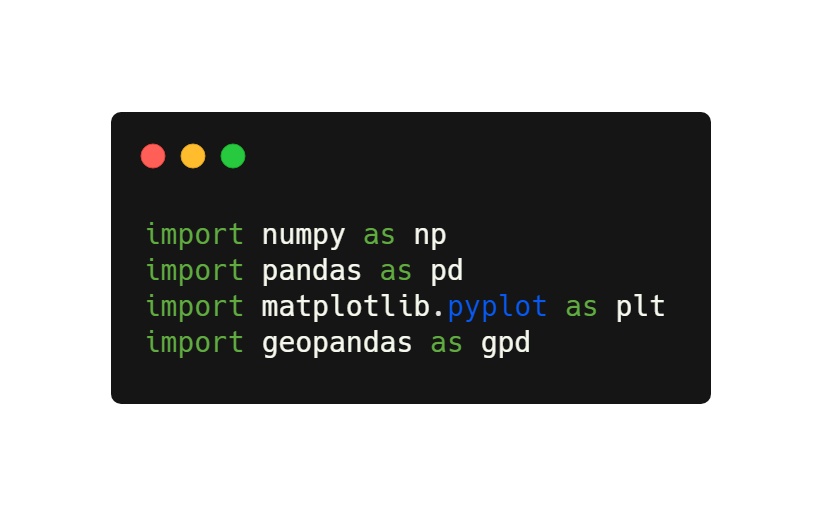 import numpy as np
import pandas as pd
import matplotlib.pyplot as plt
import geopandas as gpd